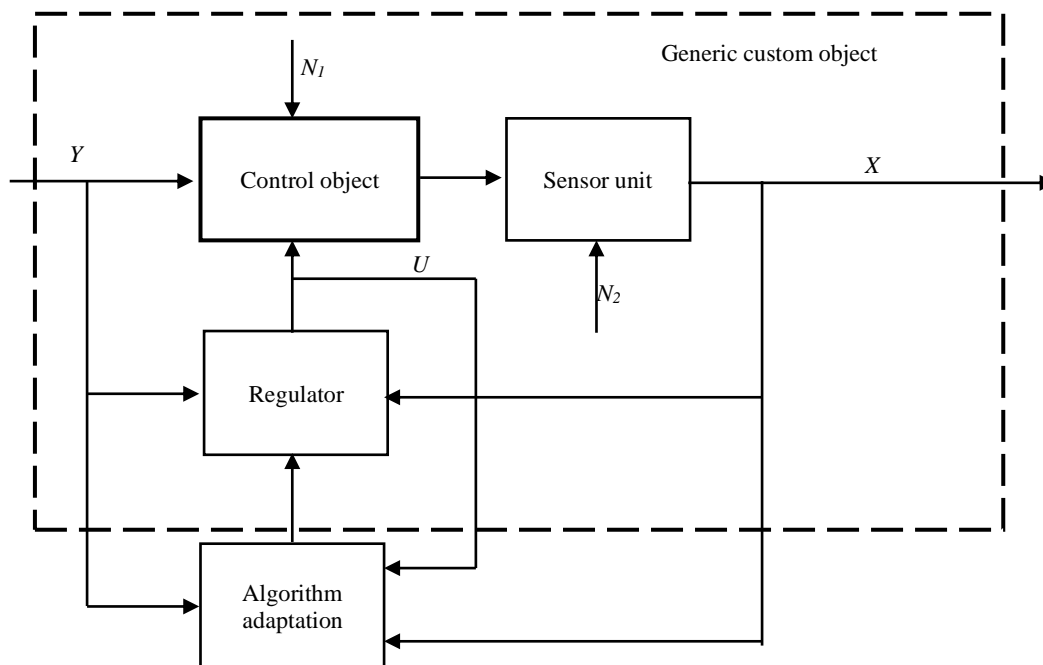 Generic custom object
N1
Y
Control object
Sensor unit
X
U
N2
Regulator
Algorithm
adaptation